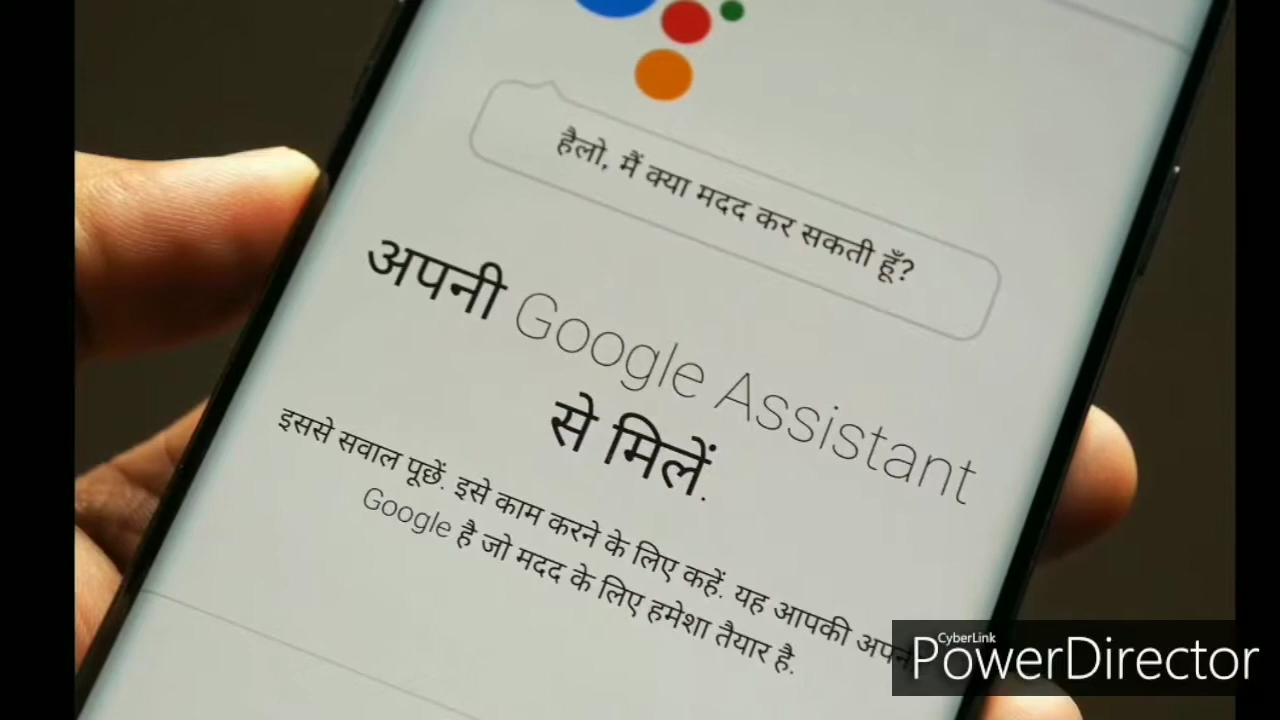 हैलो, मैं क्या मदद कर सकती हूँ?
अपनी Google Assistant
से मिलें.
इससे सवाल पूछें. इसे काम करने के लिए कहें. यह आपकी
Google है जो मदद के लिए हमेशा तैयार है.
CyberLink
PowerDirector